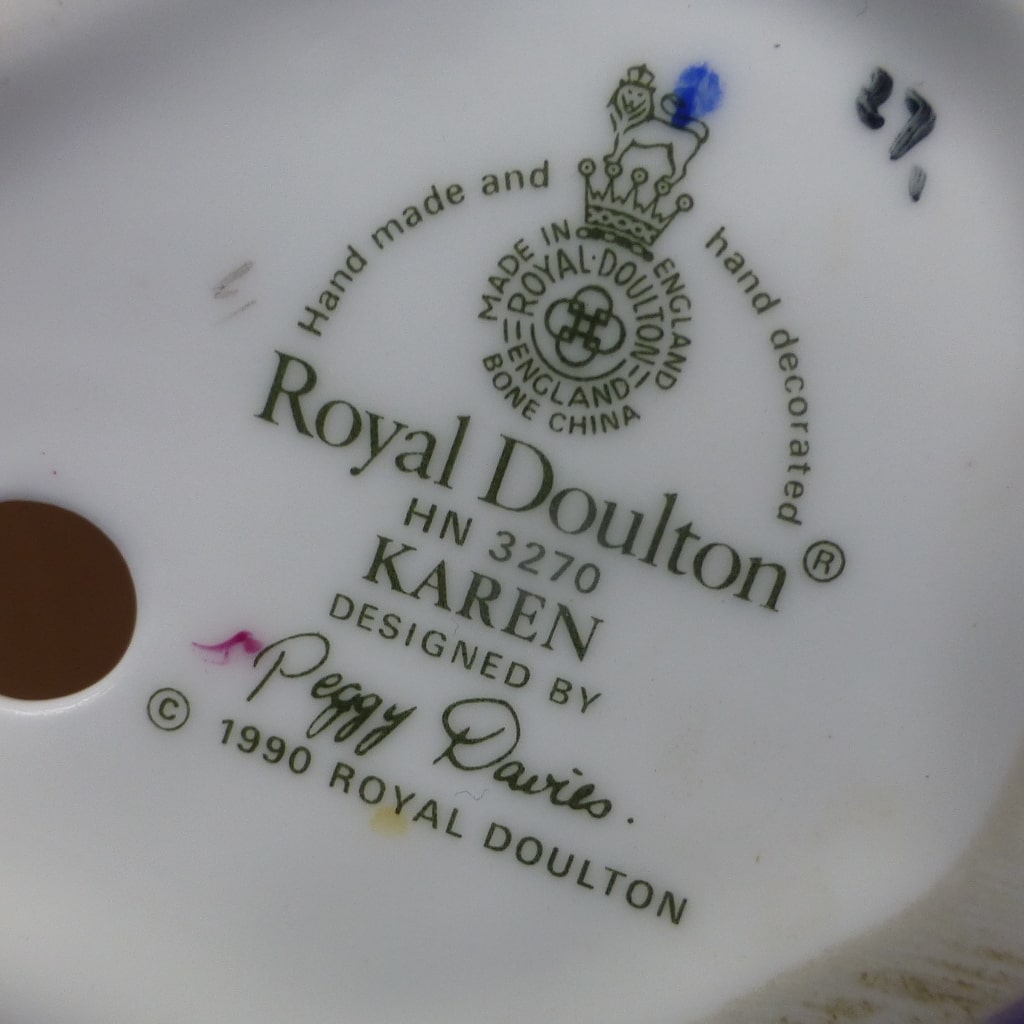 27.
Hand made and hand decorated
MADE IN ENGLAND
ROYAL·DOULTON
ENGLAND
BONE CHINA
Royal Doulton ®
HN 3270
KAREN
DESIGNED BY
Peggy Davies.
© 1990 ROYAL DOULTON